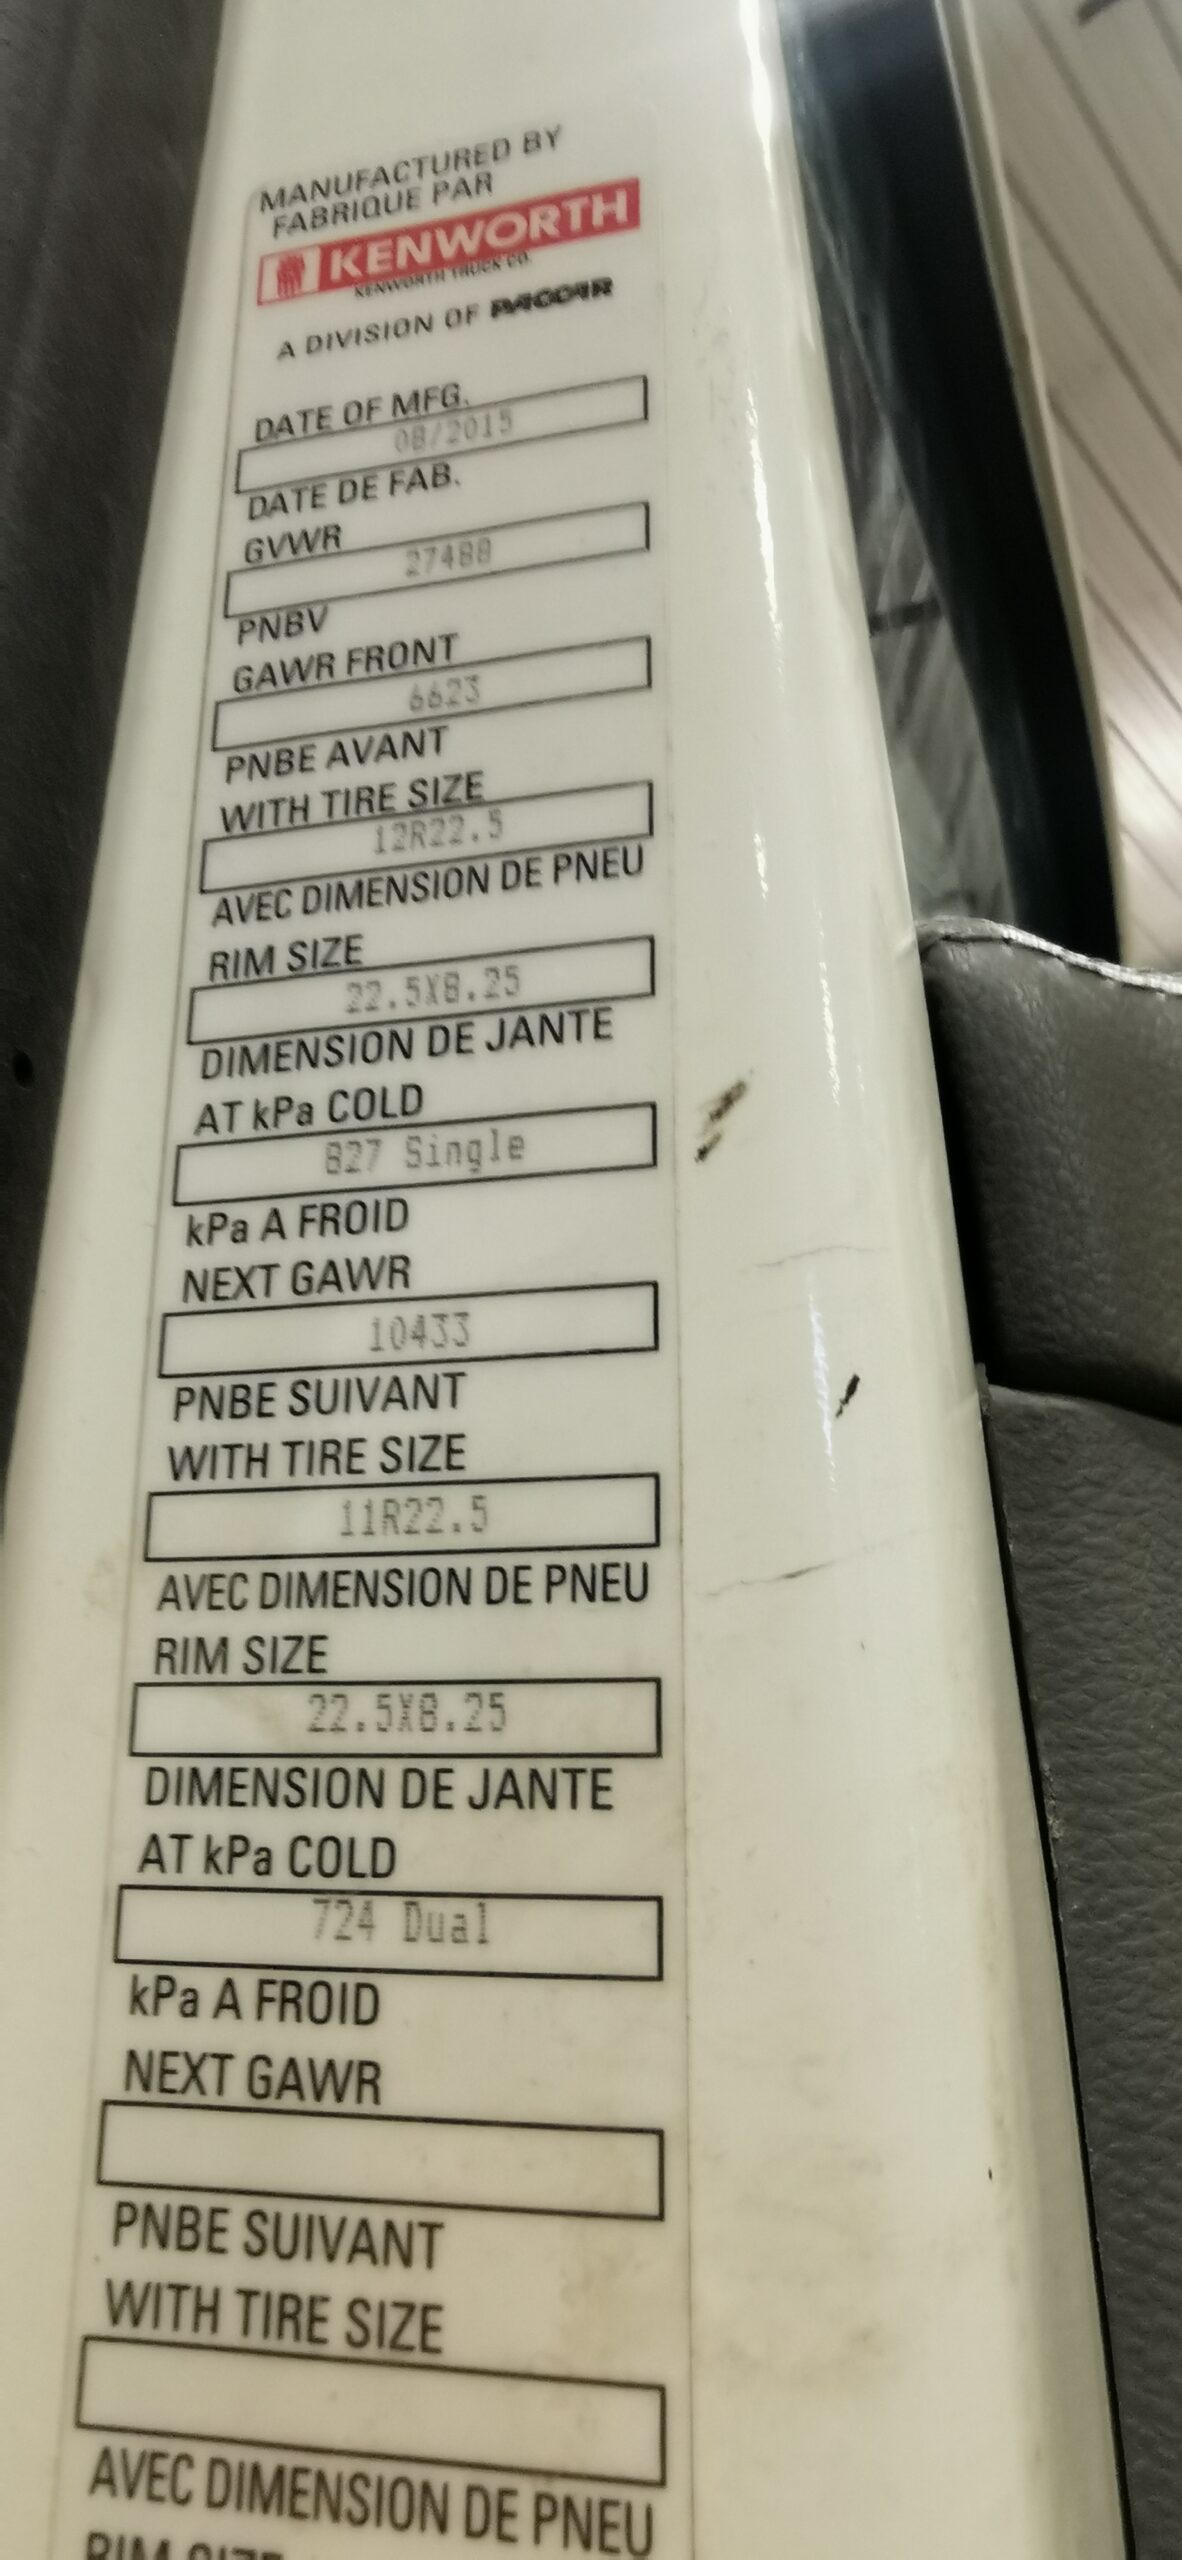 MANUFACTURED BY
FABRIQUE PAR
KENWORTH
KENWORTH TRUCK CO.
A DIVISION OF PACCAR
DATE OF MFG.
08/2015
DATE DE FAB.
GVWR
27488
PNBV
GAWR FRONT
6623
PNBE AVANT
WITH TIRE SIZE
12R22.5
AVEC DIMENSION DE PNEU
RIM SIZE
22.5X8.25
DIMENSION DE JANTE
AT kPa COLD
827 Single
kPa A FROID
NEXT GAWR
10433
PNBE SUIVANT
WITH TIRE SIZE
11R22.5
AVEC DIMENSION DE PNEU
RIM SIZE
22.5X8.25
DIMENSION DE JANTE
AT kPa COLD
724 Dual
kPa A FROID
NEXT GAWR
PNBE SUIVANT
WITH TIRE SIZE
AVEC DIMENSION DE PNEU
RIM SIZE